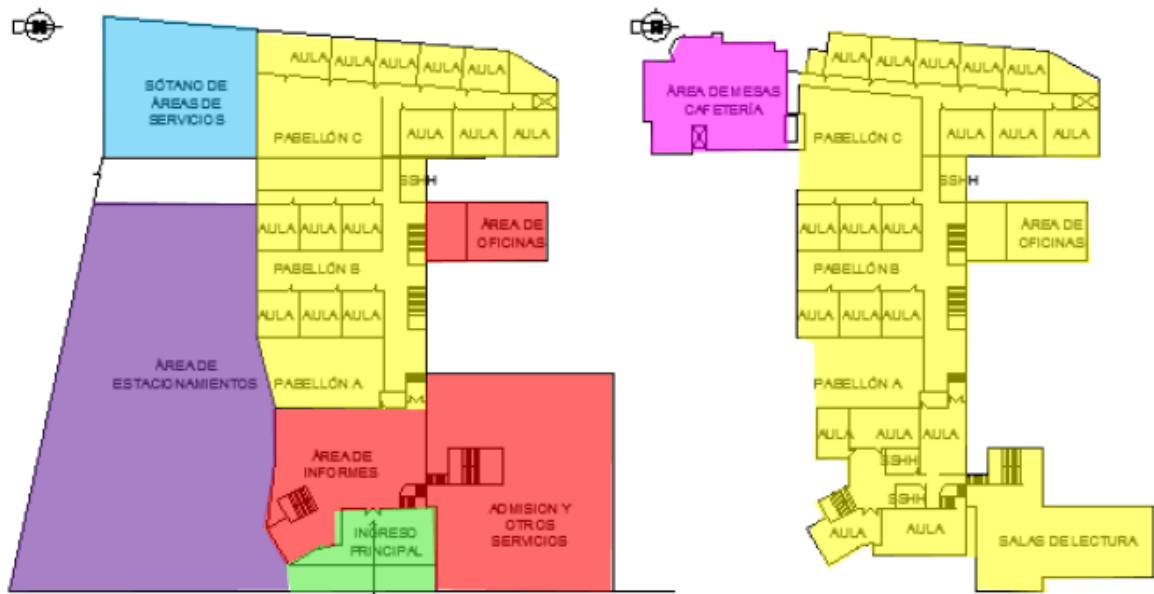 AULA AULA AULA AULA AULA
SÓTANO DE
ÁREAS DE
SERVICIOS
PABELLÓN C
AULA AULA AULA
SSHH
AULA AULA AULA
ÁREA DE
OFICINAS
PABELLÓN B
AULA AULA AULA
ÁREA DE
ESTACIONAMIENTOS
PABELLÓN A
ÁREA DE
INFORMES
ADMISION Y
OTROS
SERVICIOS
INGRESO
PRINCIPAL
AULA AULA AULA AULA AULA
ÁREA DE MESAS
CAFETERÍA
PABELLÓN C
AULA AULA AULA
SSHH
AULA AULA AULA
ÁREA DE
OFICINAS
PABELLÓN B
AULA AULA AULA
PABELLÓN A
AULA AULA AULA
SSHH
SSHH
AULA AULA
SALAS DE LECTURA